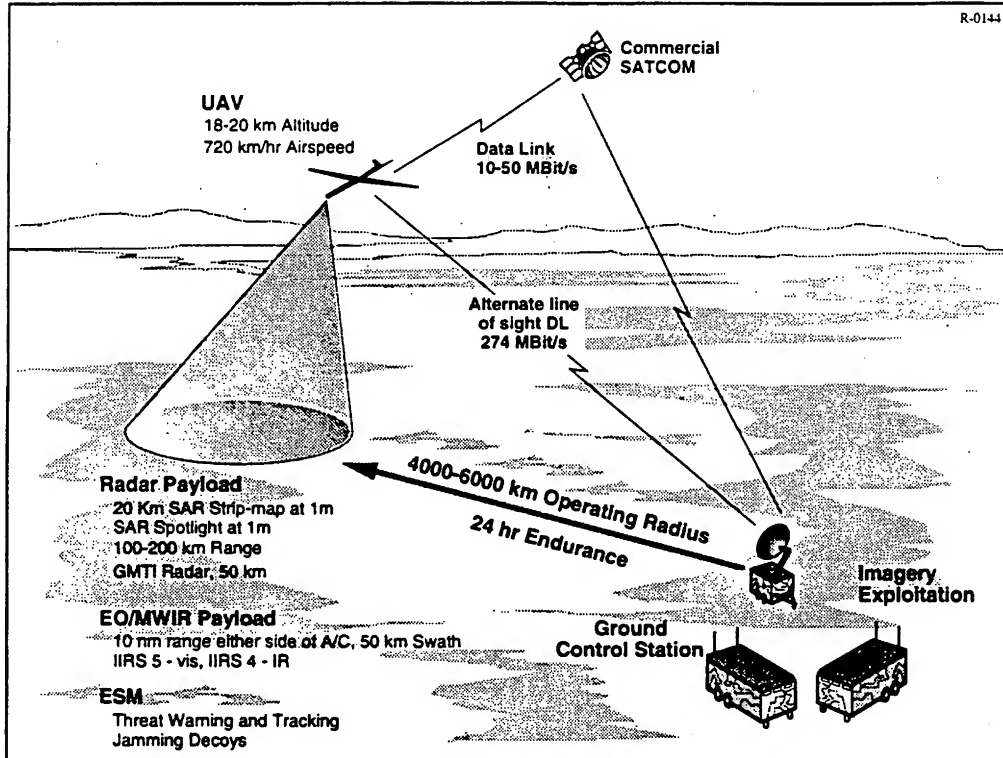 R-0144
Commercial
SATCOM
UAV
18-20 km Altitude
720 km/hr Airspeed
Data Link
10-50 MBit/s
Alternate line
of sight DL
274 MBit/s
4000-6000 km Operating Radius
24 hr Endurance
Radar Payload
20 Km SAR Strip-map at 1m
SAR Spotlight at 1m
100-200 km Range
GMTI Radar, 50 km
Imagery
Exploitation
EO/MWIR Payload
10 nm range either side of A/C, 50 km Swath
IIRS 5 - vis, IIRS 4 - IR
Ground
Control Station
ESM
Threat Warning and Tracking
Jamming Decoys